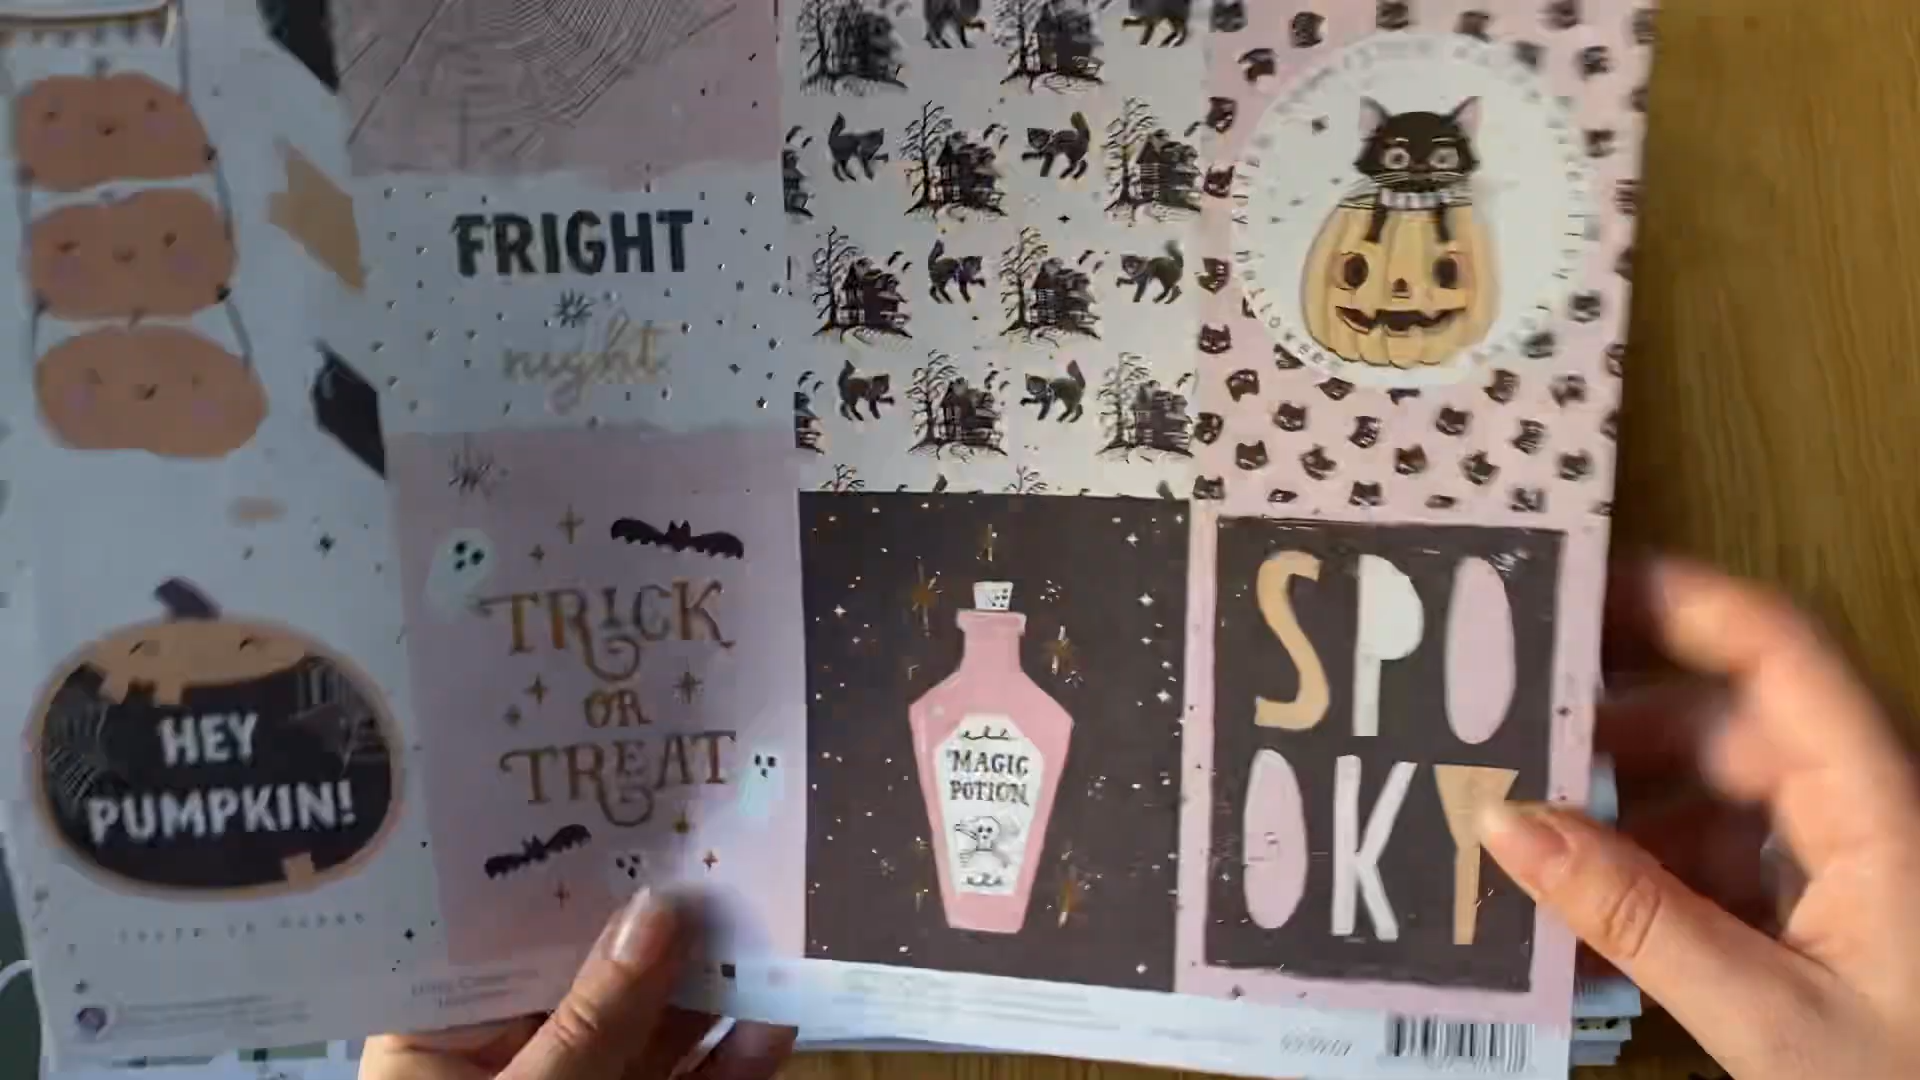 FRIGHT
night
TRICK
OR
TREAT
HEY
PUMPKIN!
MAGIC
POTION
SPO
OKY